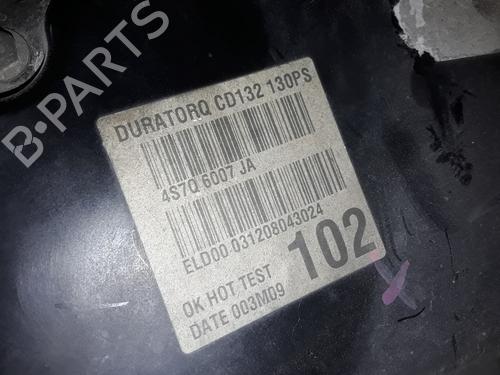 B-PARTS
DURATORQ CD132 130PS
4S7Q 6007 JA
ELD00 031208043024
OK HOT TEST 102
DATE 003M09